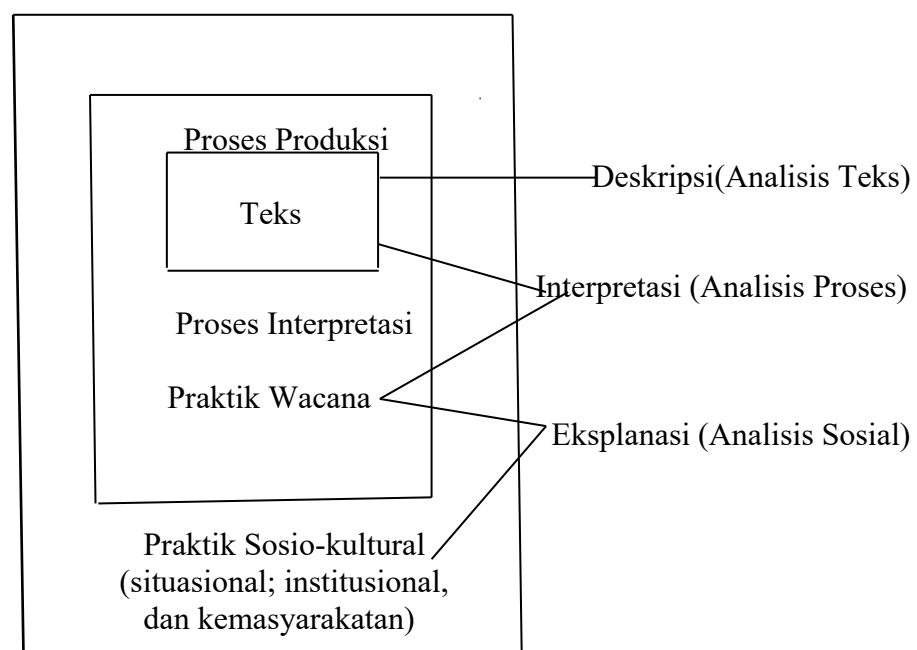 Proses Produksi
Deskripsi(Analisis Teks)
Teks
Interpretasi (Analisis Proses)
Proses Interpretasi
Praktik Wacana
Eksplanasi (Analisis Sosial)
Praktik Sosio-kultural
(situasional; institusional,
dan kemasyarakatan)